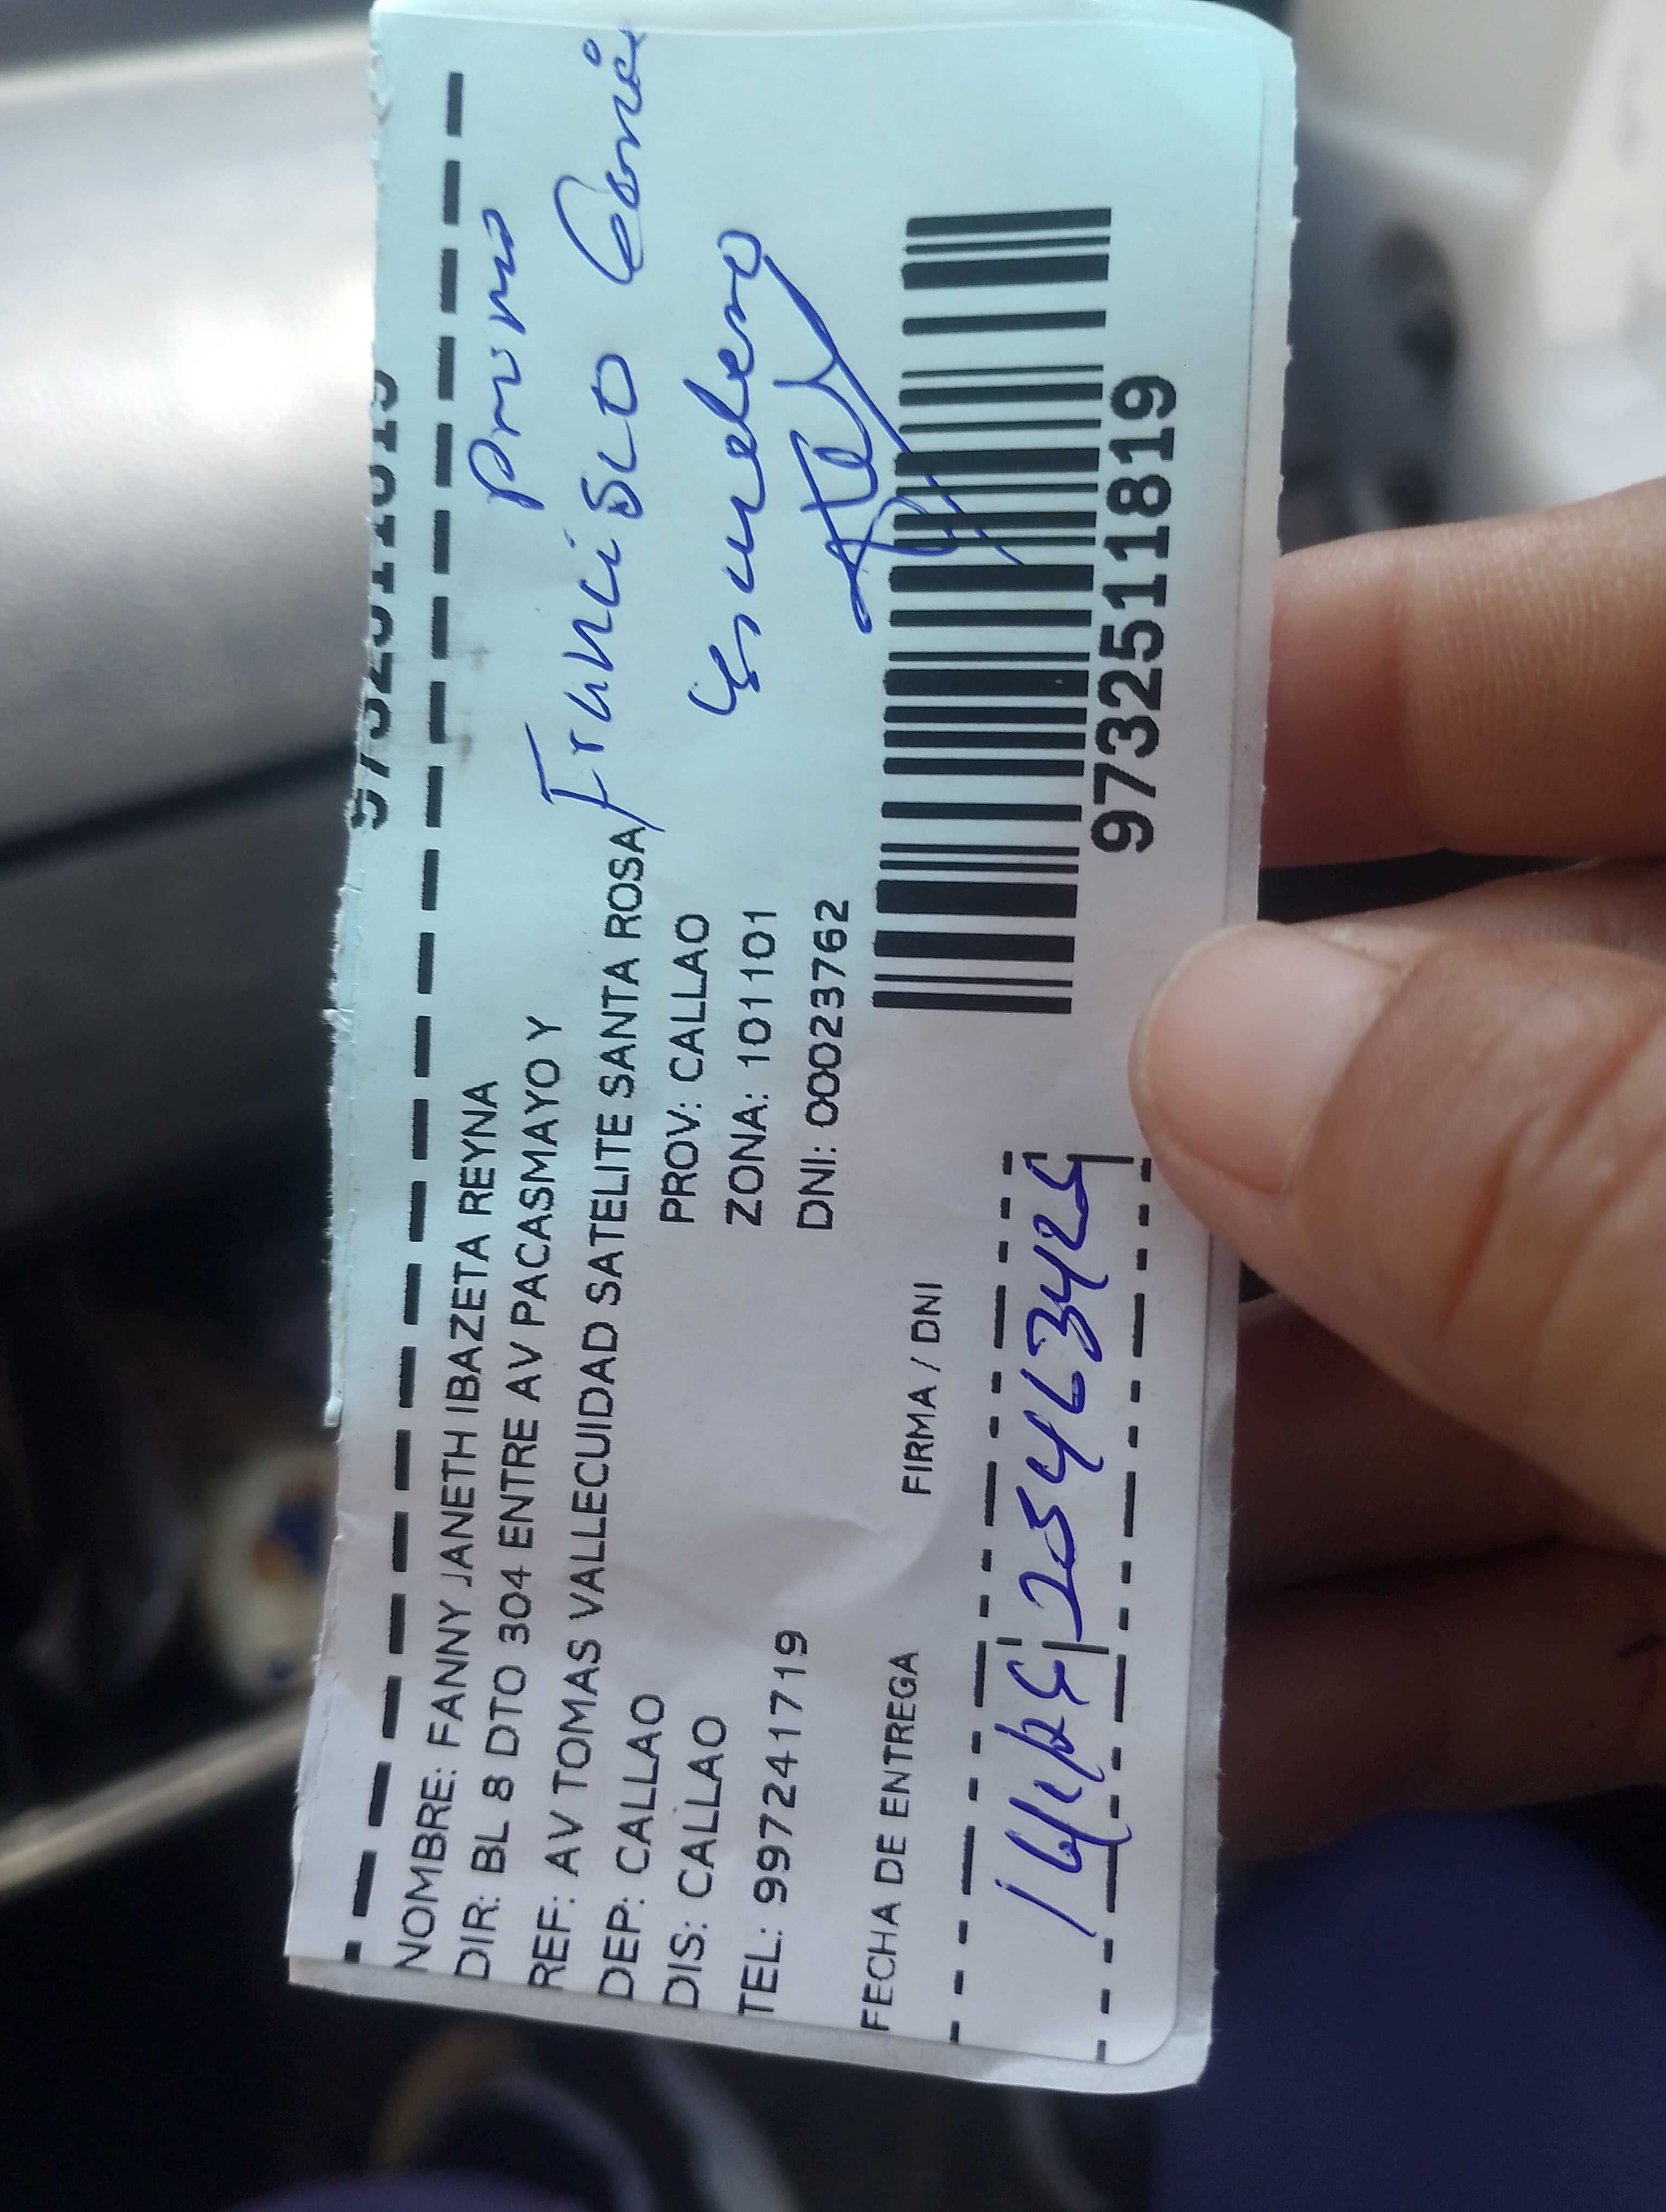 NOMBRE: FANNY JANETH IBAZETA REYNA
Primo
DIR: BL 8 DTO 304 ENTRE AV PACASMAYO Y
REF: AV TOMAS VALLECUIDAD SATELITE SANTA ROSA
Francisco
DEP: CALLAO PROV: CALLAO
DIS: CALLAO ZONA: 101101
Escudero
TEL: 997241719 DNI: 00023762
FECHA DE ENTREGA FIRMA / DNI
9732511819